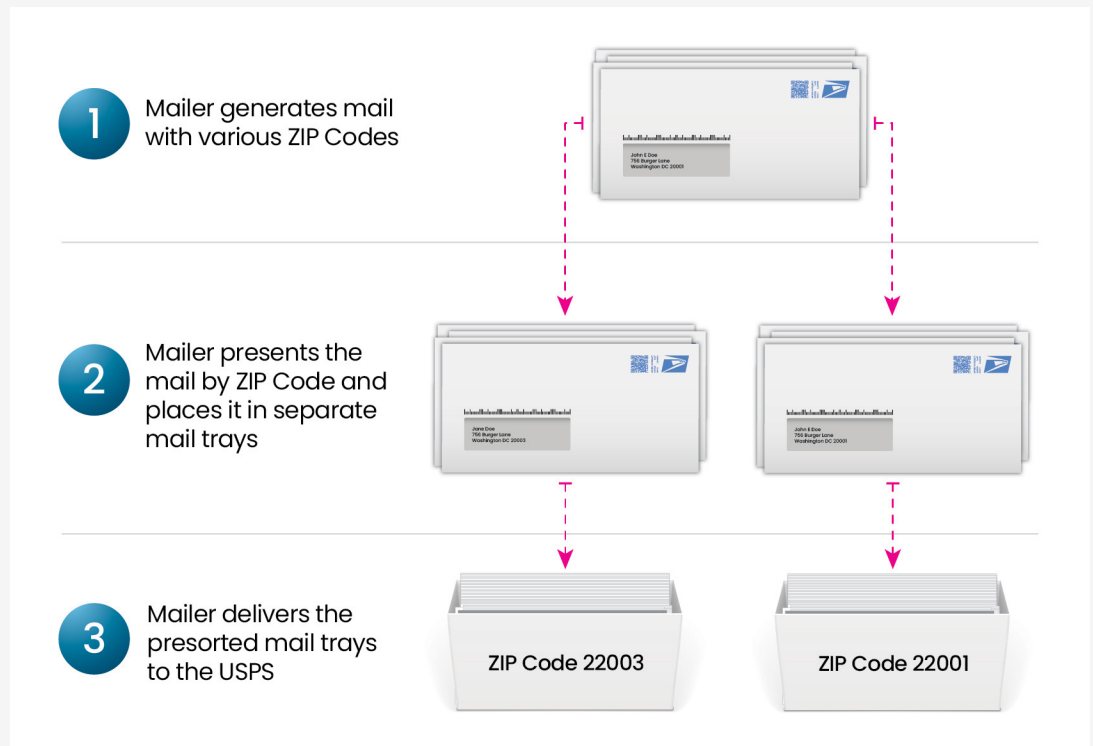 1
Mailer generates mail
with various ZIP Codes
John E Doe
756 Burger Lane
Washington DC 20001
2
Mailer presents the
mail by ZIP Code and
places it in separate
mail trays
Jane Doe
756 Burger Lane
Washington DC 20003
John E Doe
756 Burger Lane
Washington DC 20001
3
Mailer delivers the
presorted mail trays
to the USPS
ZIP Code 22003
ZIP Code 22001